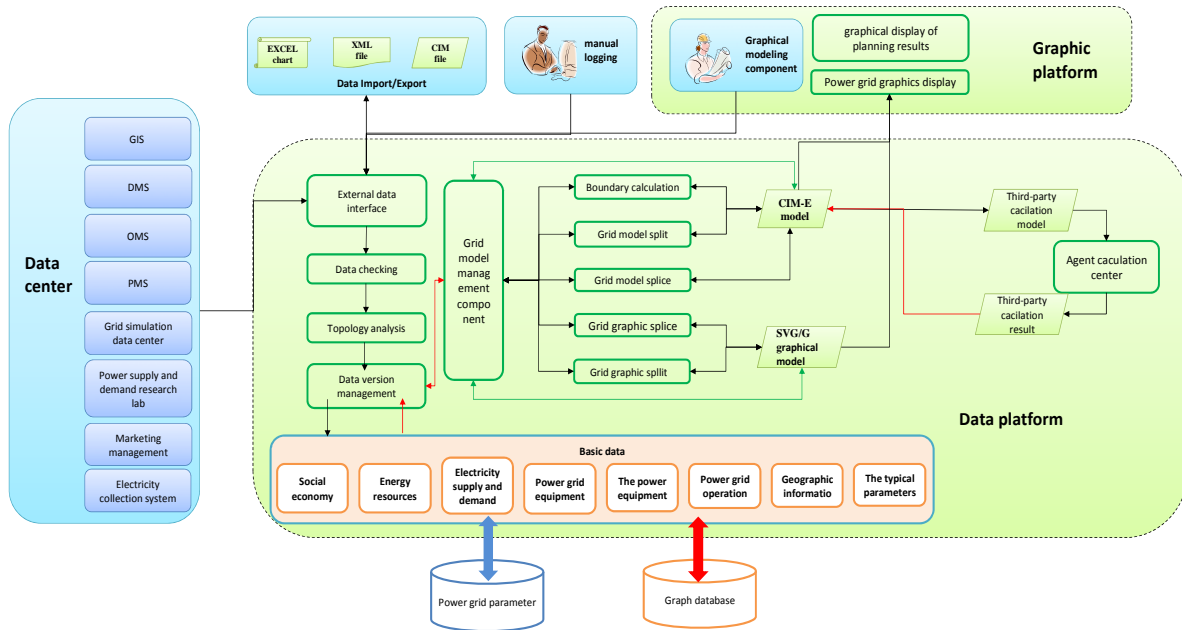 EXCEL
chart
XML
file
CIM
file
Data Import/Export
manual
logging
Graphical
modeling
component
graphical display of
planning results
Power grid graphics display
Graphic
platform
Data
center
GIS
DMS
OMS
PMS
Grid simulation
data center
Power supply and
demand research
lab
Marketing
management
Electricity
collection system
External data
interface
Data checking
Topology analysis
Data version
management
Grid
model
manag
ement
compo
nent
Boundary calculation
Grid model split
Grid model splice
Grid graphic splice
Grid graphic spllit
CIM-E
model
SVG/G
graphical
model
Third-party
cacilation model
Agent caculation
center
Third-party
cacilation
result
Data platform
Basic data
Social
economy
Energy
resources
Electricity
supply and
demand
Power grid
equipment
The power
equipment
Power grid
operation
Geographic
informatio
The typical
parameters
Power grid parameter
Graph database